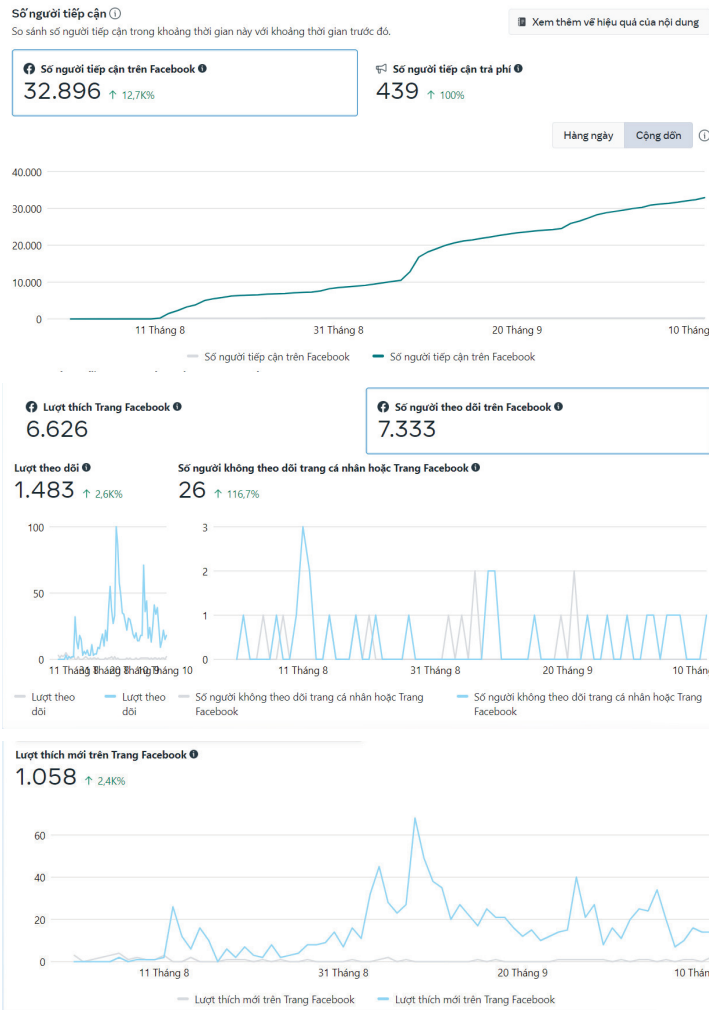 Số người tiếp cận
So sánh số người tiếp cận trong khoảng thời gian này với khoảng thời gian trước đó.
Xem thêm về hiệu quả của nội dung
Số người tiếp cận trên Facebook
32.896 ↑ 12,7K%
Số người tiếp cận trả phí
439 ↑ 100%
Hàng ngày
Cộng dồn
40.000
30.000
20.000
10.000
0
11 Tháng 8
31 Tháng 8
20 Tháng 9
10 Tháng
Số người tiếp cận trên Facebook
Số người tiếp cận trên Facebook
Lượt thích Trang Facebook
6.626
Số người theo dõi trên Facebook
7.333
Lượt theo dõi
1.483 ↑ 2,6K%
Số người không theo dõi trang cá nhân hoặc Trang Facebook
26 ↑ 116,7%
100
50
0
11 Tháng
Tháng 10
Lượt theo
dõi
Lượt theo
dõi
3
2
1
0
11 Tháng 8
31 Tháng 8
20 Tháng 9
10 Thán
Số người không theo dõi trang cá nhân hoặc Trang
Facebook
Số người không theo dõi trang cá nhân hoặc Trang
Facebook
Lượt thích mới trên Trang Facebook
1.058 ↑ 2,4K%
60
40
20
0
11 Tháng 8
31 Tháng 8
20 Tháng 9
10 Thán
Lượt thích mới trên Trang Facebook
Lượt thích mới trên Trang Facebook